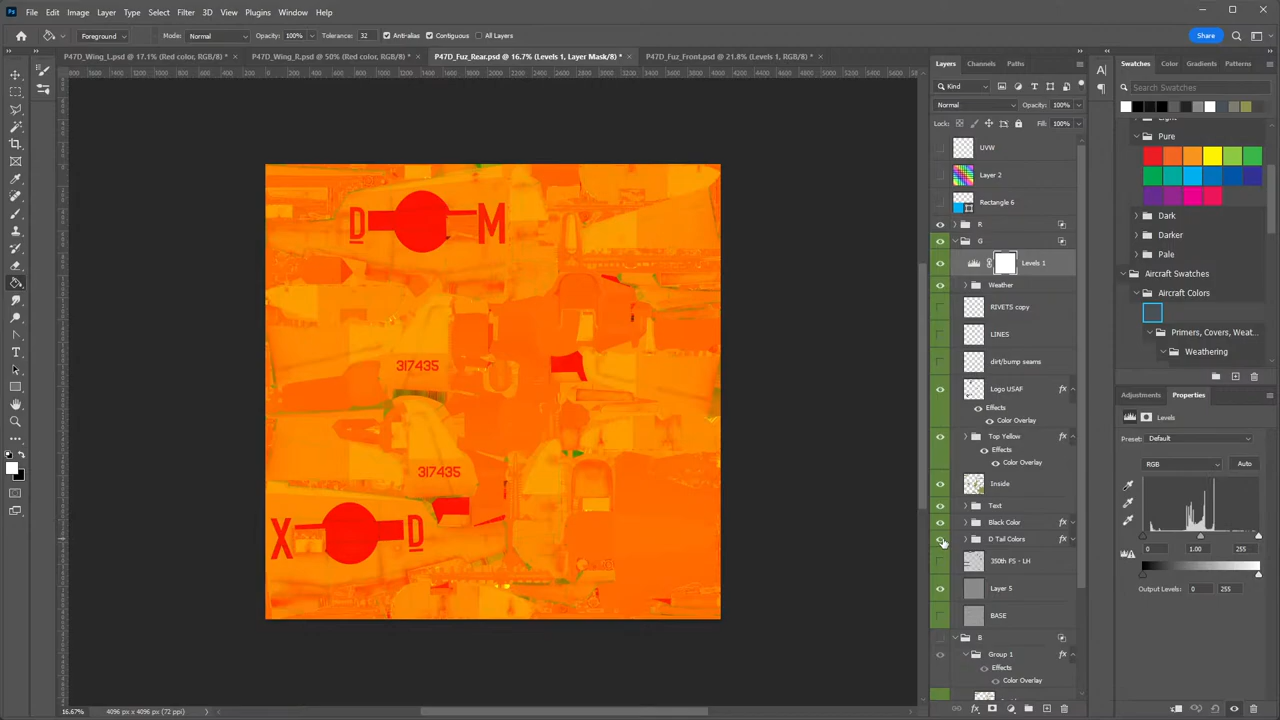 Ps File Edit Image Layer Type Select Filter 3D View Plugins Window Help
Foreground Mode: Normal Opacity: 100% Tolerance: 32 Anti-alias Contiguous All Layers Share
P47D_Wing_L.psd @ 17.1% (Red color, RGB/8) * × P47D_Wing_R.psd @ 50% (Red color, RGB/8) * × P47D_Fuz_Rear.psd @ 16.7% (Levels 1, Layer Mask/8) * × P47D_Fuz_Front.psd @ 21.8% (Levels 1, RGB/8) * ×
D M
317435
317435
X D
16.67% 4096 px x 4096 px (72 ppi)
Layers Channels Paths
Kind
Normal Opacity: 100%
Lock: Fill: 100%
UVW
Layer 2
Rectangle 6
R
G
Levels 1
Weather
RIVETS copy
LINES
dirt/bump seams
Logo USAF fx
Effects
Color Overlay
Top Yellow fx
Effects
Color Overlay
Inside
Text
Black Color fx
D Tail Colors fx
350th FS - LH
Layer 5
BASE
B
Group 1 fx
Effects
Color Overlay
Swatches Color Gradients Patterns
Search Swatches
Pure
Dark
Darker
Pale
Aircraft Swatches
Aircraft Colors
Primers, Covers, Weat...
Weathering
Adjustments Properties
Levels
Preset: Default
RGB Auto
0 1.00 255
Output Levels: 0 255